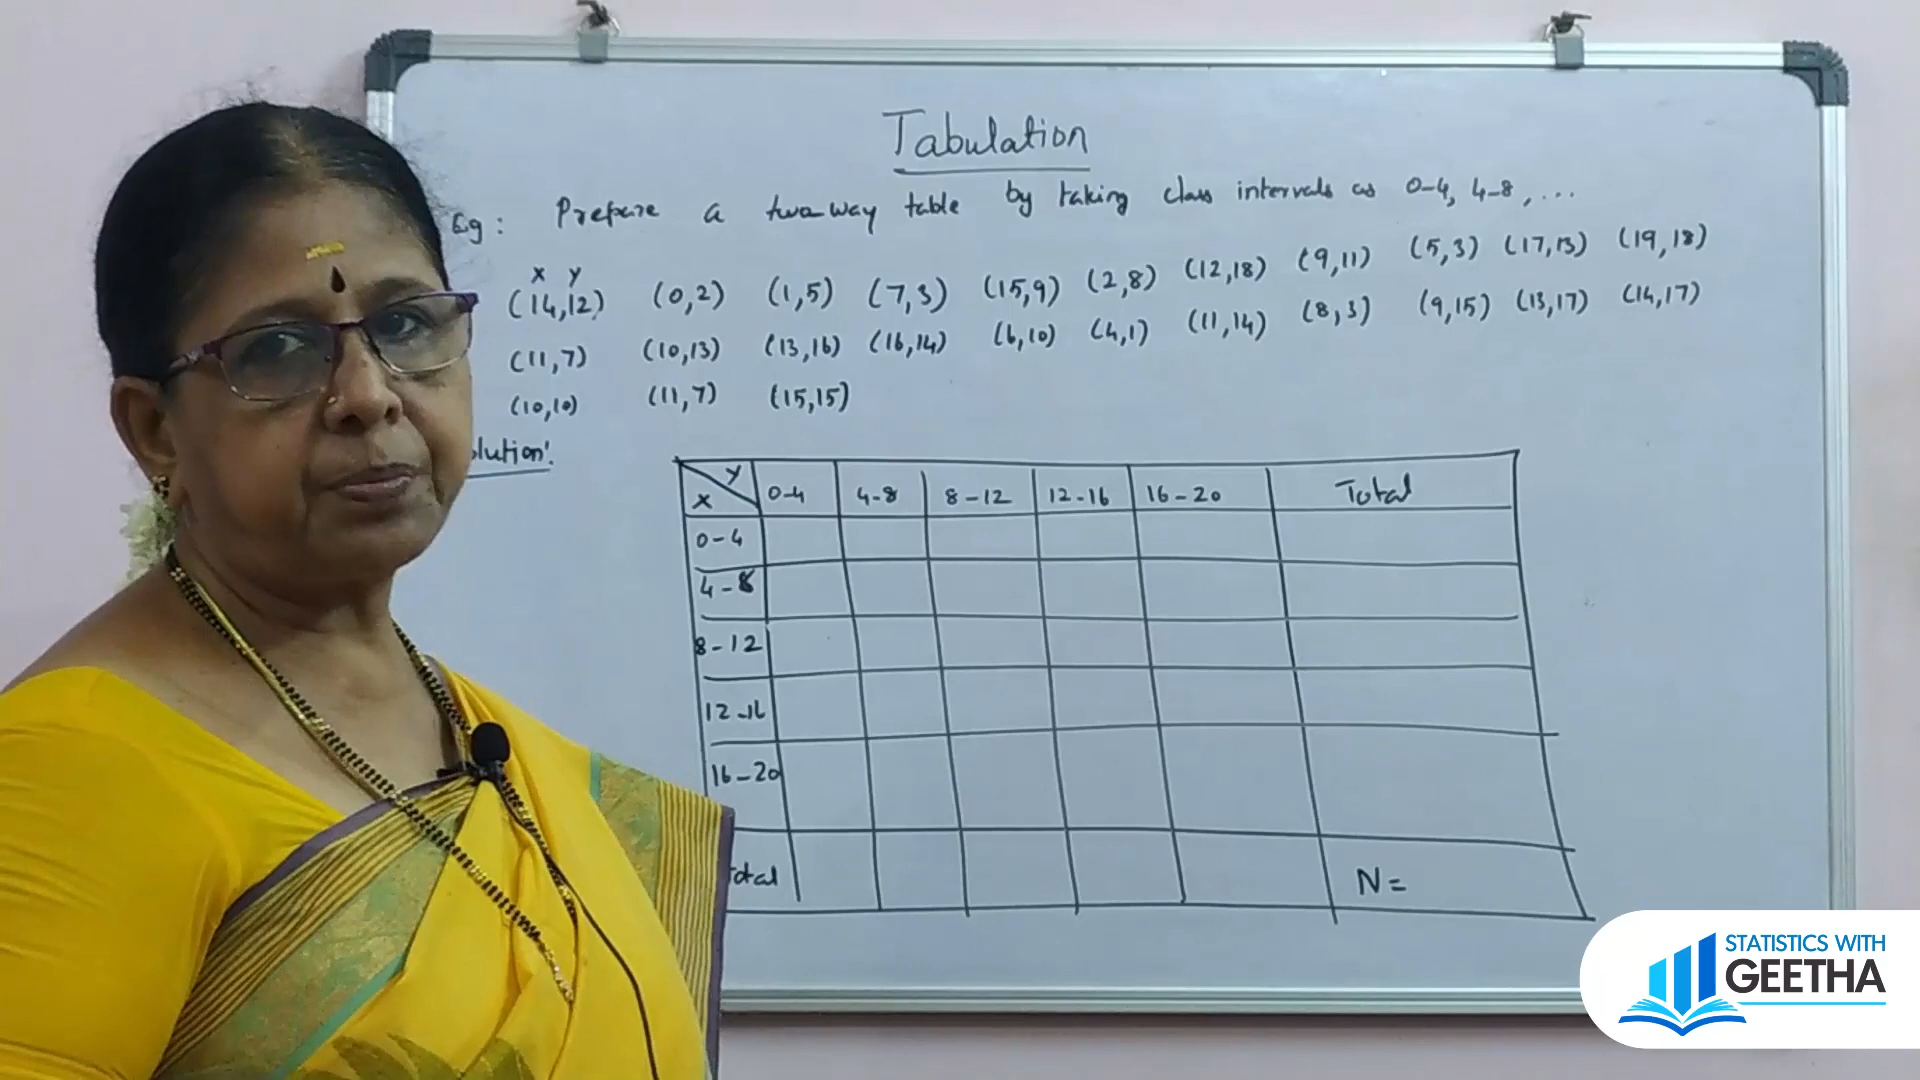 Tabulation
Eg: Prepare a two-way table by taking class intervals as 0-4, 4-8, ...
x y
(14,12) (0,2) (1,5) (7,3) (15,9) (2,8) (12,18) (9,11) (5,3) (17,13) (19,18)
(11,7) (10,13) (13,16) (16,14) (6,10) (4,1) (11,14) (8,3) (9,15) (13,17) (14,17)
(10,10) (11,7) (15,15)
lution:
y
x 0-4 4-8 8-12 12-16 16-20 Total
0-4
4-8
8-12
12-16
16-20
otal N=
STATISTICS WITH
GEETHA